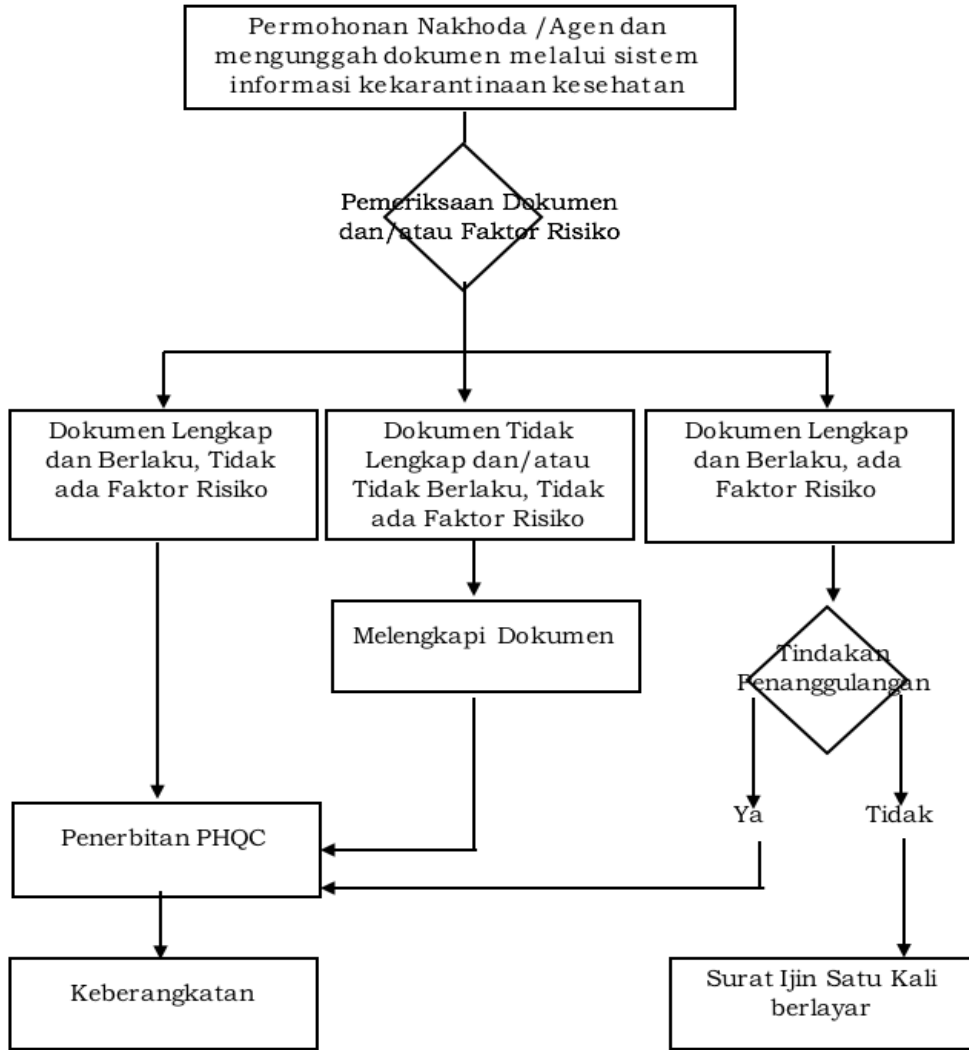 Permohonan Nakhoda /Agen dan
mengunggah dokumen melalui sistem
informasi kekarantinaan kesehatan
Pemeriksaan Dokumen
dan/atau Faktor Risiko
Dokumen Lengkap
dan Berlaku, Tidak
ada Faktor Risiko
Dokumen Tidak
Lengkap dan/atau
Tidak Berlaku, Tidak
ada Faktor Risiko
Dokumen Lengkap
dan Berlaku, ada
Faktor Risiko
Melengkapi Dokumen
Tindakan
Penanggulangan
Ya
Tidak
Penerbitan PHQC
Keberangkatan
Surat Ijin Satu Kali
berlayar